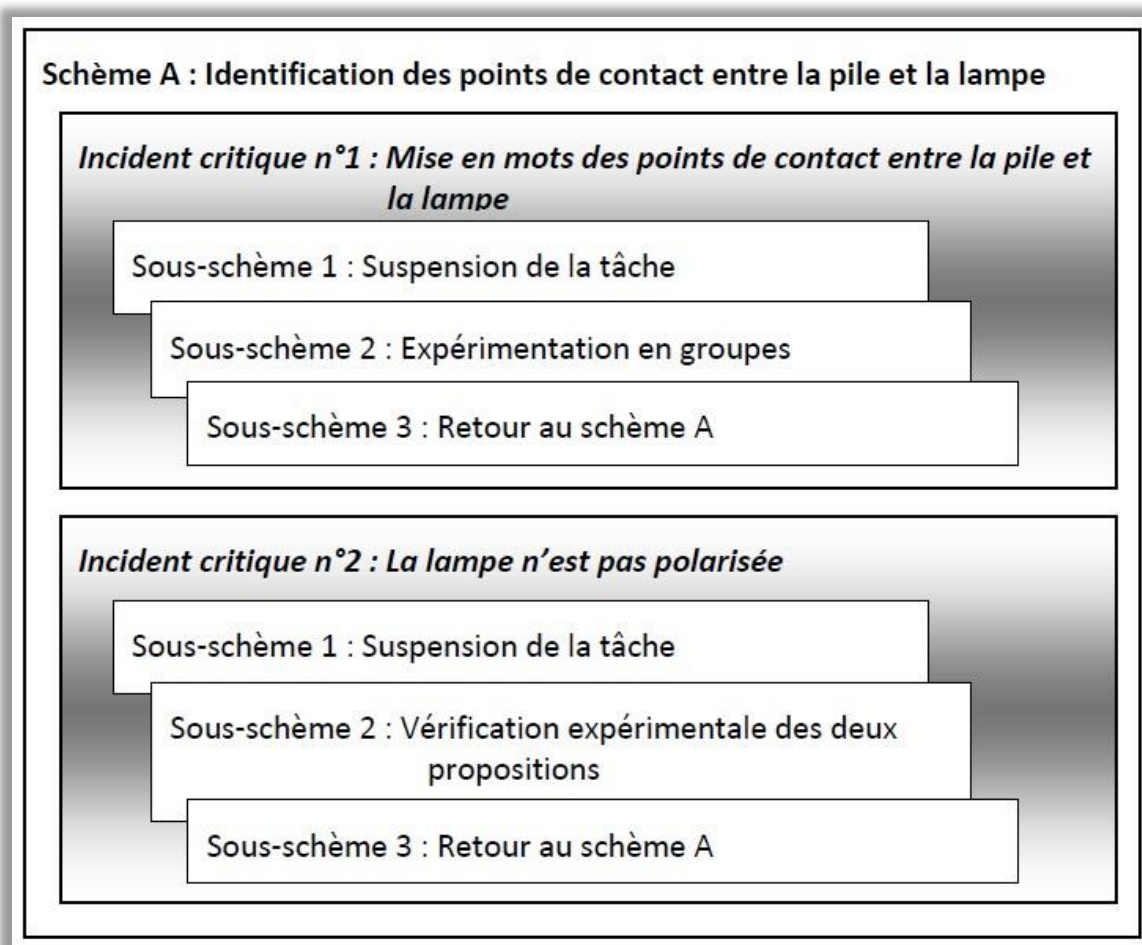 Schème A : Identification des points de contact entre la pile et la lampe
Incident critique n°1 : Mise en mots des points de contact entre la pile et
la lampe
Sous-schème 1 : Suspension de la tâche
Sous-schème 2 : Expérimentation en groupes
Sous-schème 3 : Retour au schème A
Incident critique n°2 : La lampe n’est pas polarisée
Sous-schème 1 : Suspension de la tâche
Sous-schème 2 : Vérification expérimentale des deux
propositions
Sous-schème 3 : Retour au schème A